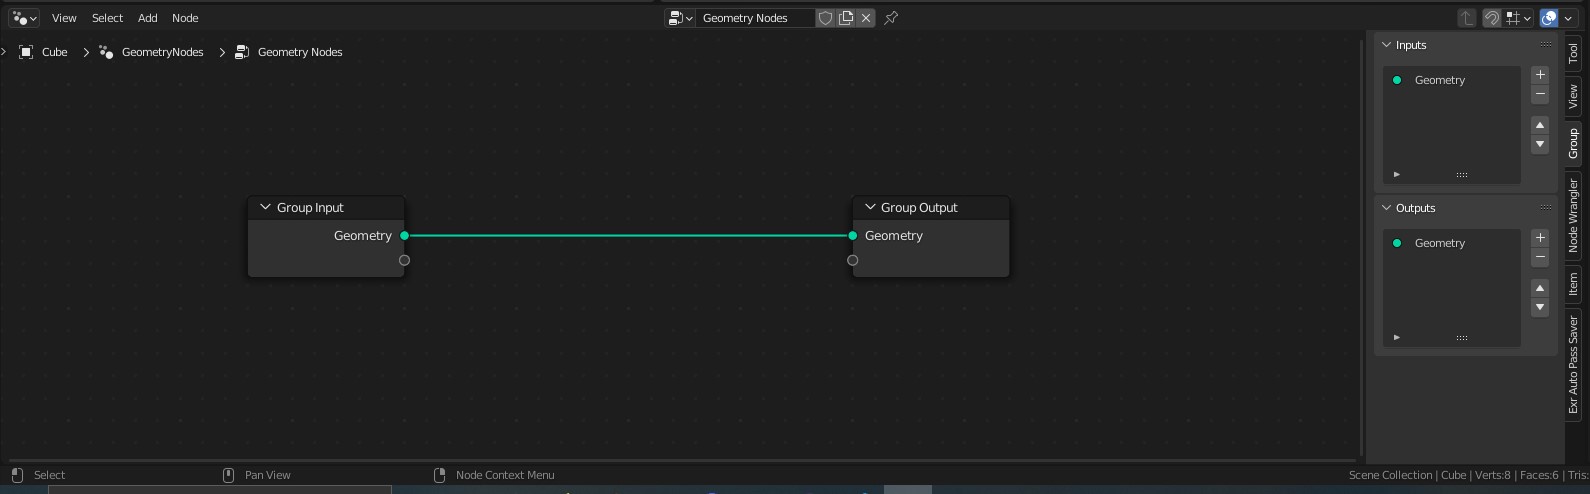 View Select Add Node Geometry Nodes
Cube GeometryNodes Geometry Nodes
Inputs
Geometry
Group Input
Geometry
Group Output
Geometry
Outputs
Geometry
Tool
View
Group
Node Wrangler
Item
Exr Auto Pass Saver
Select Pan View Node Context Menu Scene Collection | Cube | Verts:8 | Faces:6 | Tris: